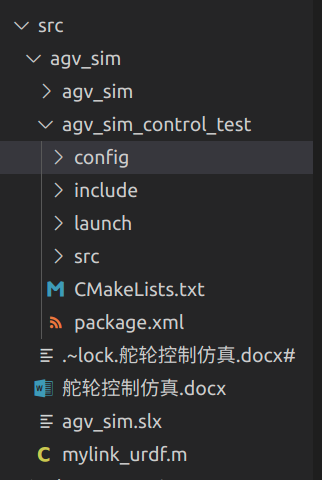 src
agv_sim
agv_sim
agv_sim_control_test
config
include
launch
src
CMakeLists.txt
package.xml
.~lock.舵轮控制仿真.docx#
舵轮控制仿真.docx
agv_sim.slx
mylink_urdf.m